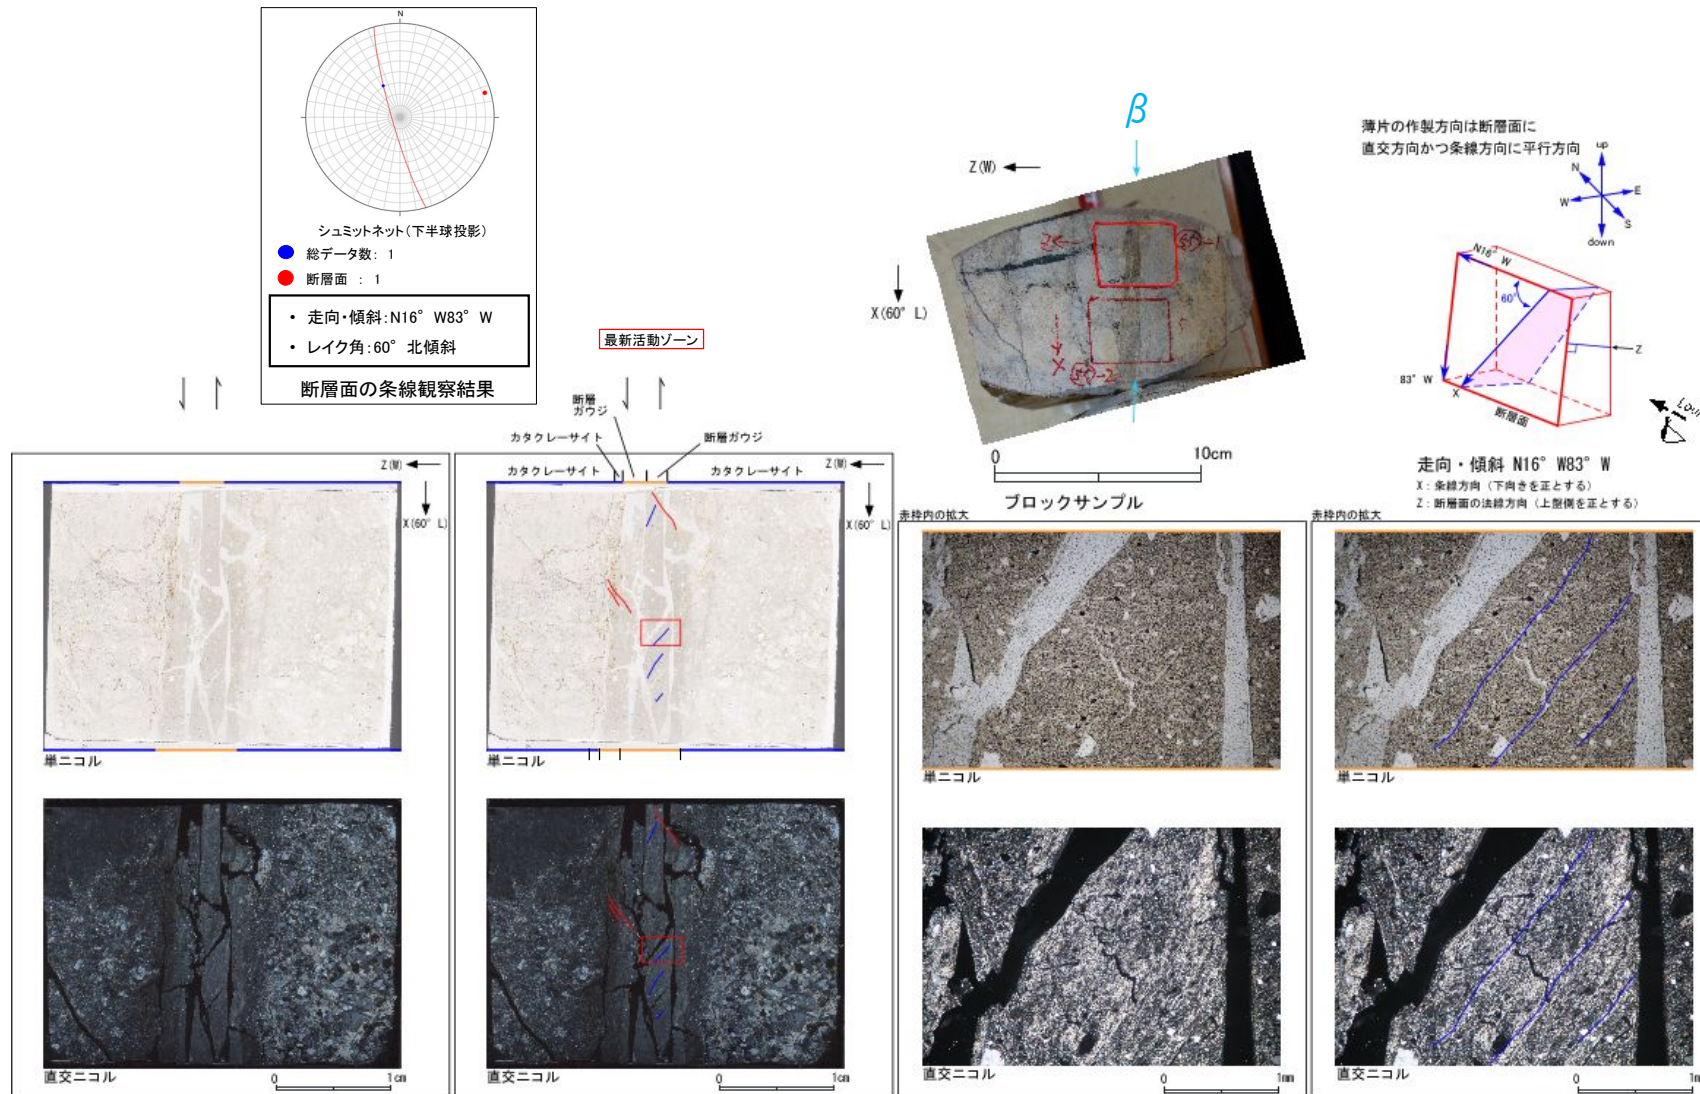 N
シュミットネット(下半球投影)
総データ数: 1
断層面 : 1
• 走向・傾斜:N16° W83° W
• レイク角:60° 北傾斜
断層面の条線観察結果
最新活動ゾーン
断層
ガウジ
カタクレーサイト
断層ガウジ
カタクレーサイト
カタクレーサイト
Z(W)
X(60° L)
単ニコル
直交ニコル
0
1cm
Z(W)
X(60° L)
単ニコル
直交ニコル
0
1cm
β
Z(W)
X(60° L)
0
10cm
ブロックサンプル
薄片の作製方向は断層面に
直交方向かつ条線方向に平行方向
up
N
E
W
S
down
N16° W
60°
Z
83° W
X
断層面
走向・傾斜 N16° W83° W
X: 条線方向(下向きを正とする)
Z: 断層面の法線方向(上盤側を正とする)
赤枠内の拡大
単ニコル
直交ニコル
0
1mm
赤枠内の拡大
単ニコル
直交ニコル
0